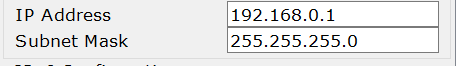 IP Address 192.168.0.1
Subnet Mask 255.255.255.0